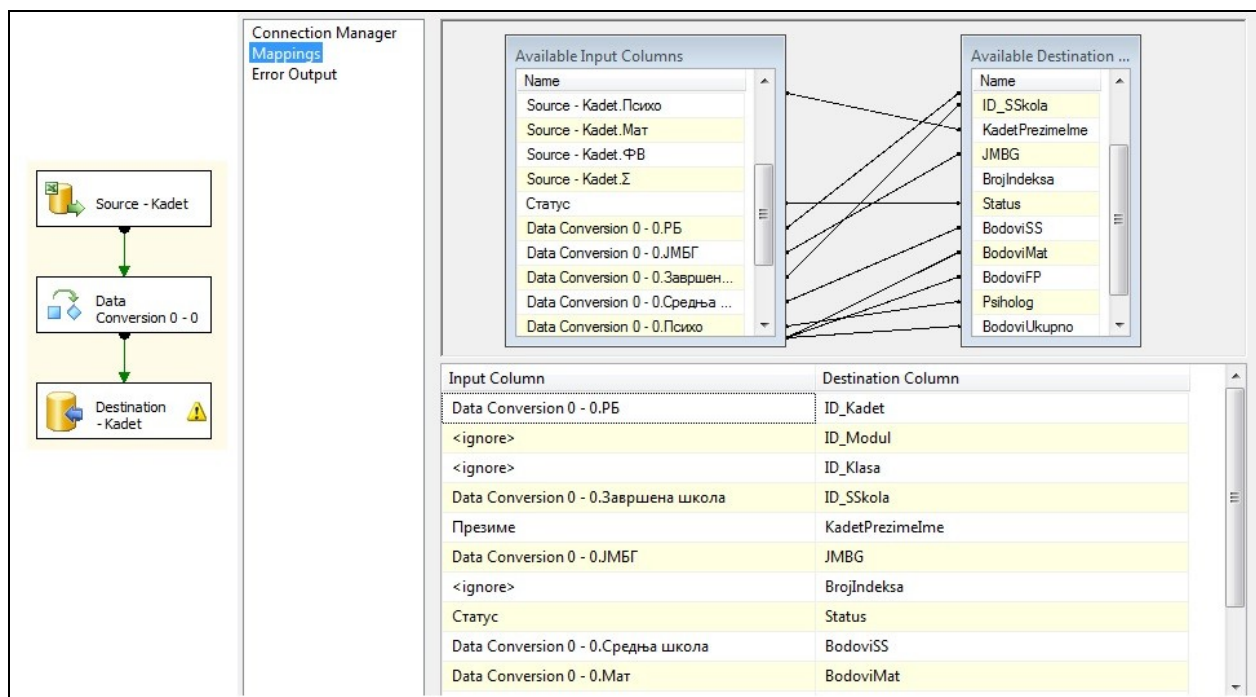 Source - Kadet
Data
Conversion 0 - 0
Destination
- Kadet
Connection Manager
Mappings
Error Output
Available Input Columns
Name
Source - Kadet.Психо
Source - Kadet.Мат
Source - Kadet.ФВ
Source - Kadet.Σ
Статус
Data Conversion 0 - 0.РБ
Data Conversion 0 - 0.ЈМБГ
Data Conversion 0 - 0.Завршен...
Data Conversion 0 - 0.Средња ...
Data Conversion 0 - 0.Психо
Available Destination ...
Name
ID_SSkola
KadetPrezimeIme
JMBG
BrojIndeksa
Status
BodoviSS
BodoviMat
BodoviFP
Psiholog
BodoviUkupno
Input Column Destination Column
Data Conversion 0 - 0.РБ ID_Kadet
<ignore> ID_Modul
<ignore> ID_Klasa
Data Conversion 0 - 0.Завршена школа ID_SSkola
Презиме KadetPrezimeIme
Data Conversion 0 - 0.ЈМБГ JMBG
<ignore> BrojIndeksa
Статус Status
Data Conversion 0 - 0.Средња школа BodoviSS
Data Conversion 0 - 0.Мат BodoviMat